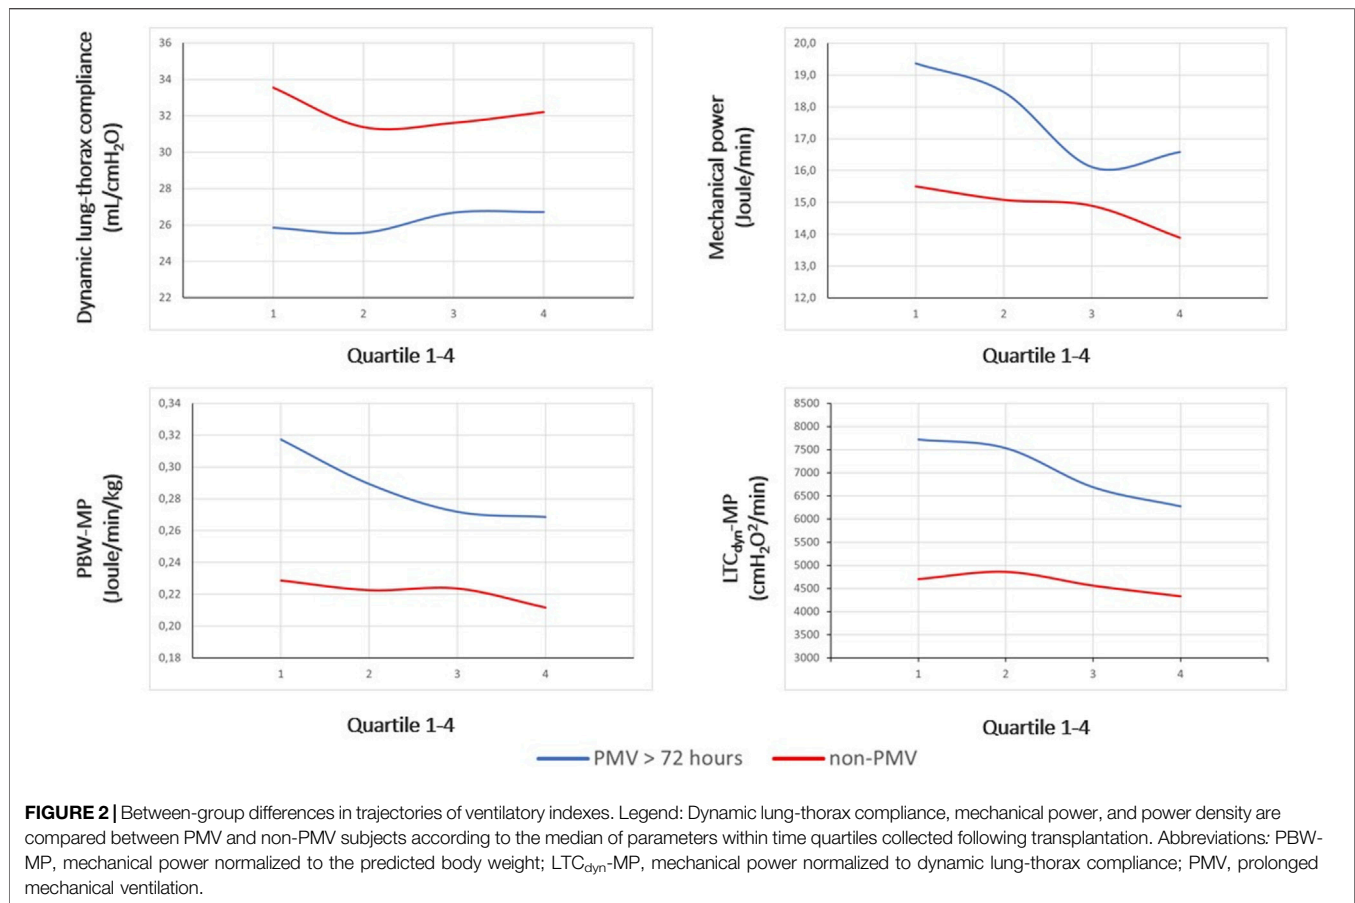 Dynamic lung-thorax compliance
(mL/cmH₂O)
36
34
32
30
28
26
24
22
1 2 3 4
Quartile 1-4
Mechanical power
(Joule/min)
20,0
19,0
18,0
17,0
16,0
15,0
14,0
13,0
12,0
1 2 3 4
Quartile 1-4
PBW-MP
(Joule/min/kg)
0,34
0,32
0,30
0,28
0,26
0,24
0,22
0,20
0,18
1 2 3 4
Quartile 1-4
LTCdyn-MP
(cmH₂O²/min)
8500
8000
7500
7000
6500
6000
5500
5000
4500
4000
3500
3000
1 2 3 4
Quartile 1-4
PMV > 72 hours non-PMV
FIGURE 2 | Between-group differences in trajectories of ventilatory indexes. Legend: Dynamic lung-thorax compliance, mechanical power, and power density are
compared between PMV and non-PMV subjects according to the median of parameters within time quartiles collected following transplantation. Abbreviations: PBW-
MP, mechanical power normalized to the predicted body weight; LTCdyn-MP, mechanical power normalized to dynamic lung-thorax compliance; PMV, prolonged
mechanical ventilation.